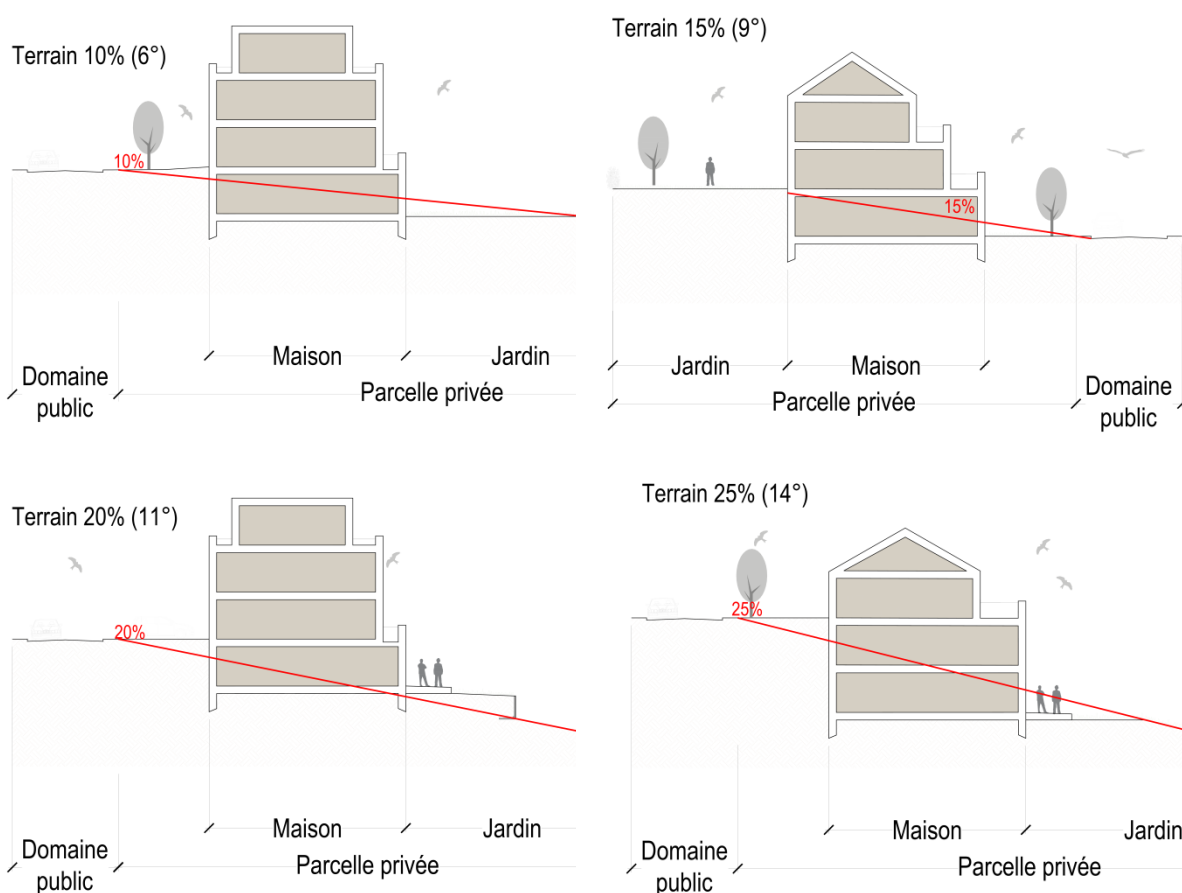 Terrain 10% (6°)
10%
Maison
Jardin
Domaine
public
Parcelle privée
Terrain 15% (9°)
15%
Jardin
Maison
Parcelle privée
Domaine
public
Terrain 20% (11°)
20%
Maison
Jardin
Domaine
public
Parcelle privée
Terrain 25% (14°)
25%
Maison
Jardin
Domaine
public
Parcelle privée